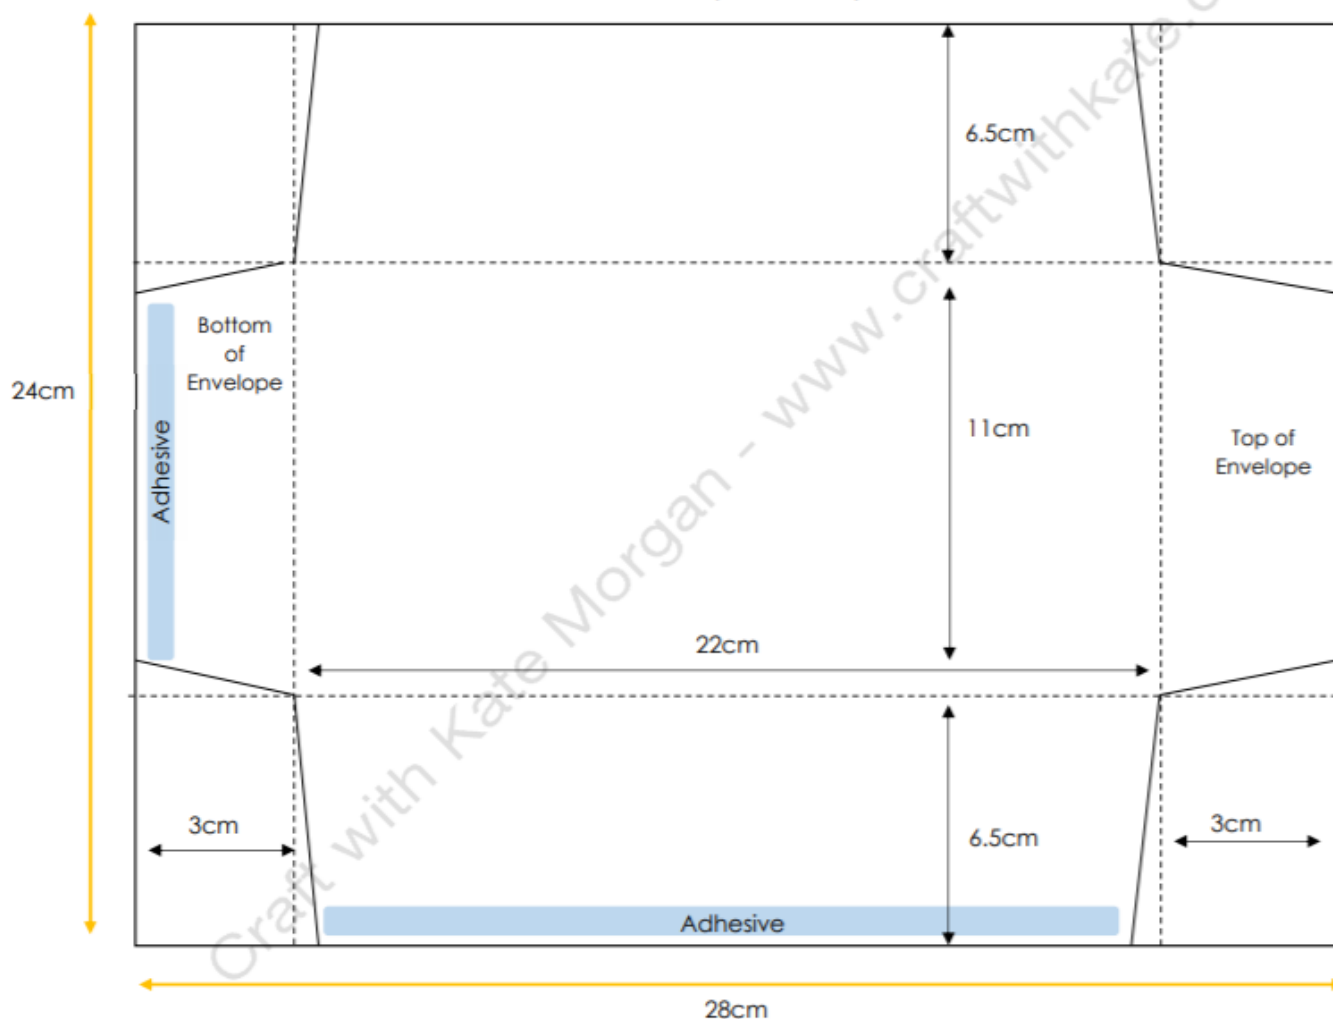 6.5cm
Bottom
of
Envelope
24cm
Adhesive
11cm
Top of
Envelope
22cm
3cm
6.5cm
3cm
Adhesive
28cm
Craft with Kate Morgan - www.craftwithkate.c